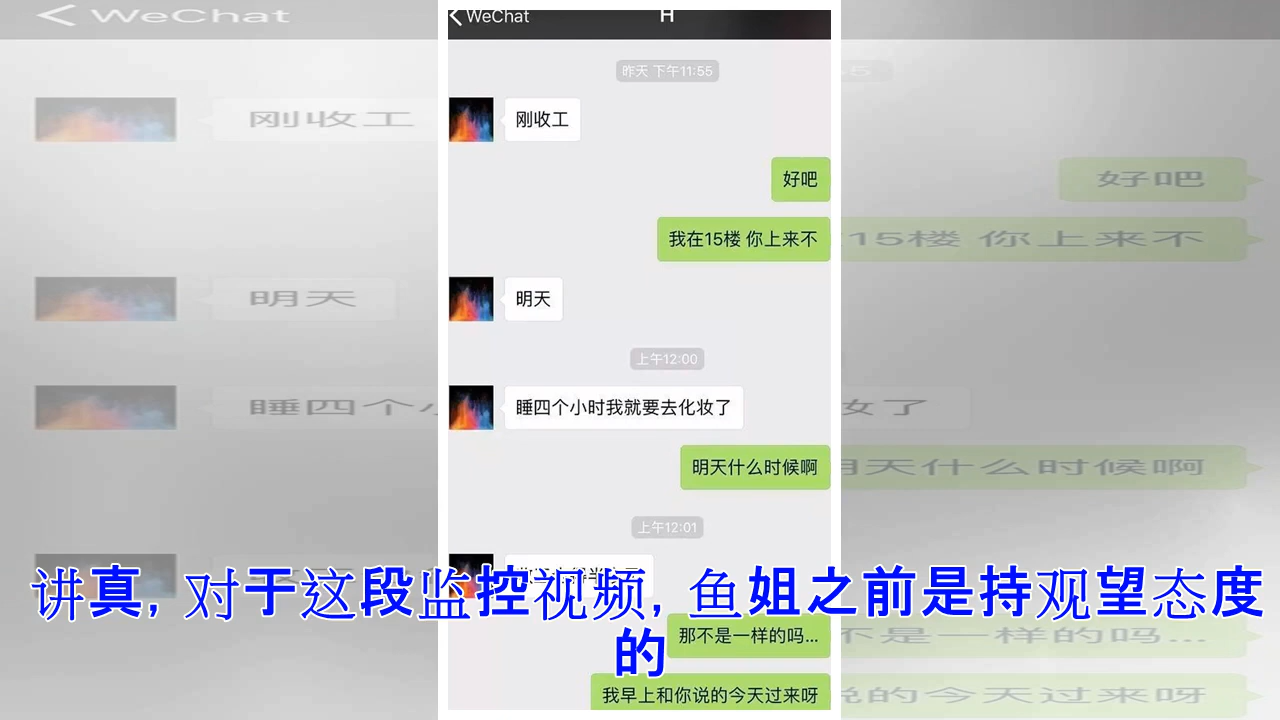 WeChat
H
昨天 下午11:55
刚收工
好吧
我在15楼 你上来不
明天
上午12:00
睡四个小时我就要去化妆了
明天什么时候啊
上午12:01
讲真,对于这段监控视频,鱼姐之前是持观望态度
的
那不是一样的吗...
我早上和你说的今天过来呀